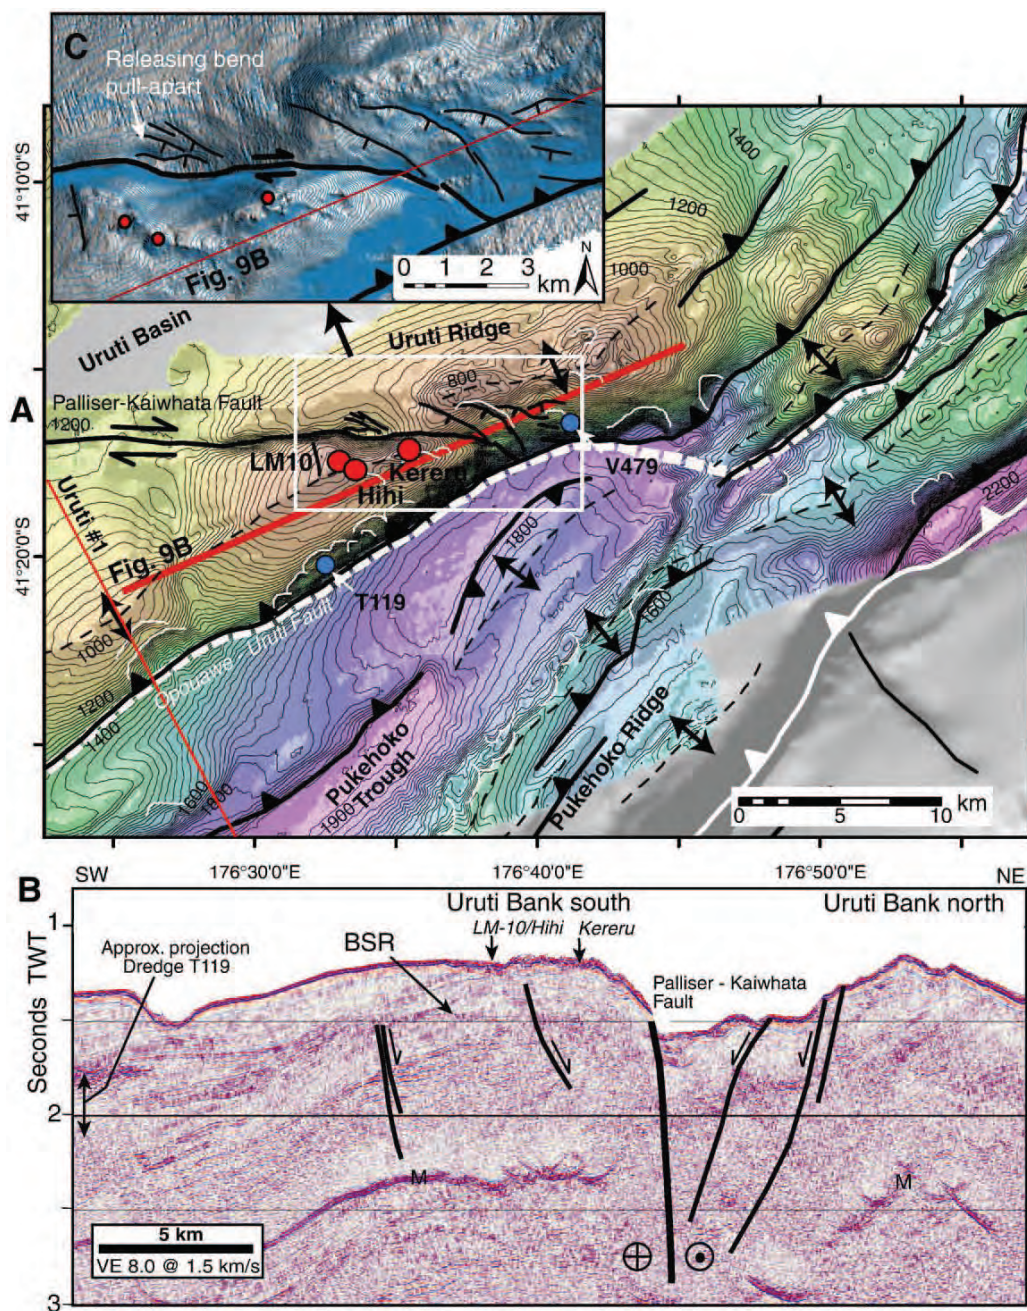 C
Releasing bend
pull-apart
Fig. 9B
0 1 2 3
km
N
41°10'0"S
1400
1200
1000
Uruti Basin
Uruti Ridge
800
A
Palliser-Kaiwhata Fault
1200
LM10
Kereru
Hihi
V479
Uruti #1
41°20'0"S
Fig. 9B
T119
1800
2200
1000
Opouawe - Uruti Fault
1600
1200
1400
1600
1800
Pukehoko
Trough
1900
Pukehoko Ridge
0 5 10
km
176°30'0"E 176°40'0"E 176°50'0"E
B
SW NE
Uruti Bank south Uruti Bank north
LM-10/Hihi Kereru
Approx. projection
Dredge T119
BSR
Palliser - Kaiwhata
Fault
Seconds TWT
1
2
3
M
M
5 km
VE 8.0 @ 1.5 km/s